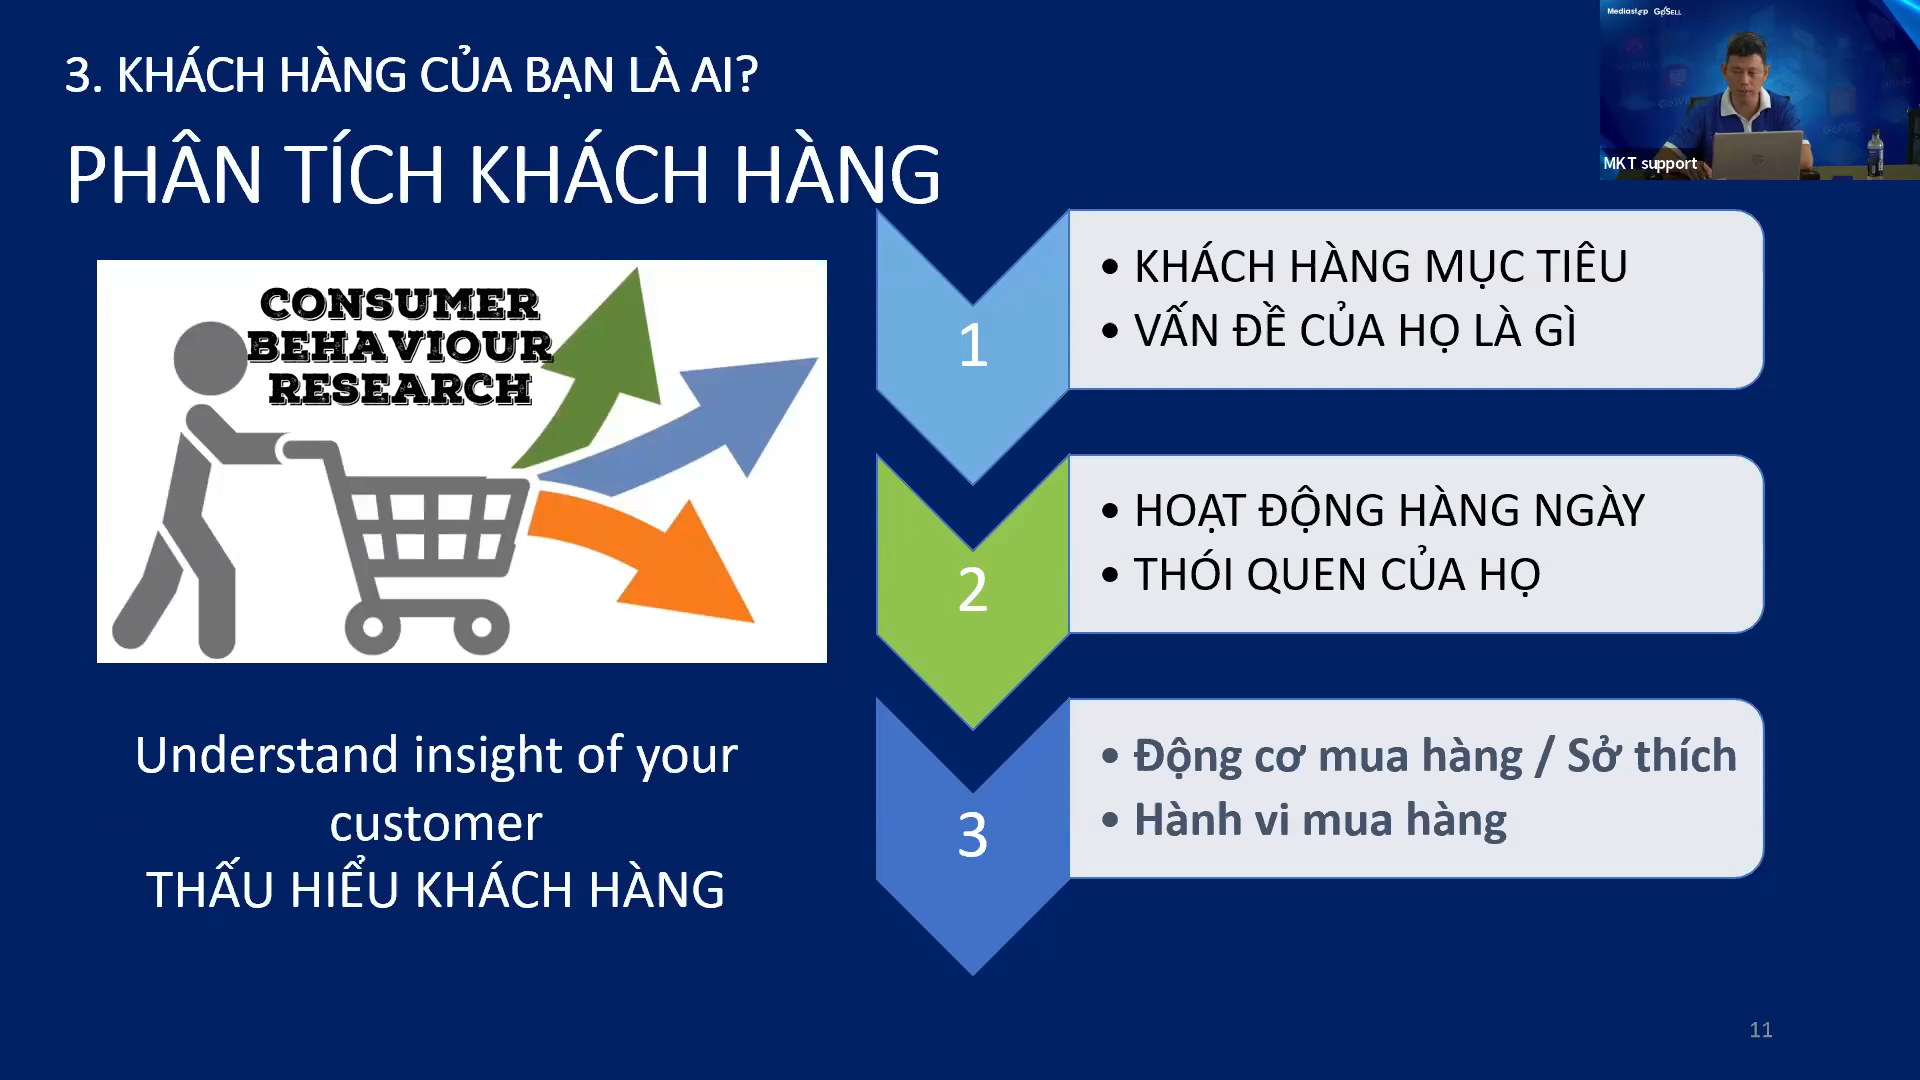 3. KHÁCH HÀNG CỦA BẠN LÀ AI?
PHÂN TÍCH KHÁCH HÀNG
Mediastep GoSELL
MKT support
CONSUMER
BEHAVIOUR
RESEARCH
Understand insight of your
customer
THẤU HIỂU KHÁCH HÀNG
1
• KHÁCH HÀNG MỤC TIÊU
• VẤN ĐỀ CỦA HỌ LÀ GÌ
2
• HOẠT ĐỘNG HÀNG NGÀY
• THÓI QUEN CỦA HỌ
3
• Động cơ mua hàng / Sở thích
• Hành vi mua hàng
11